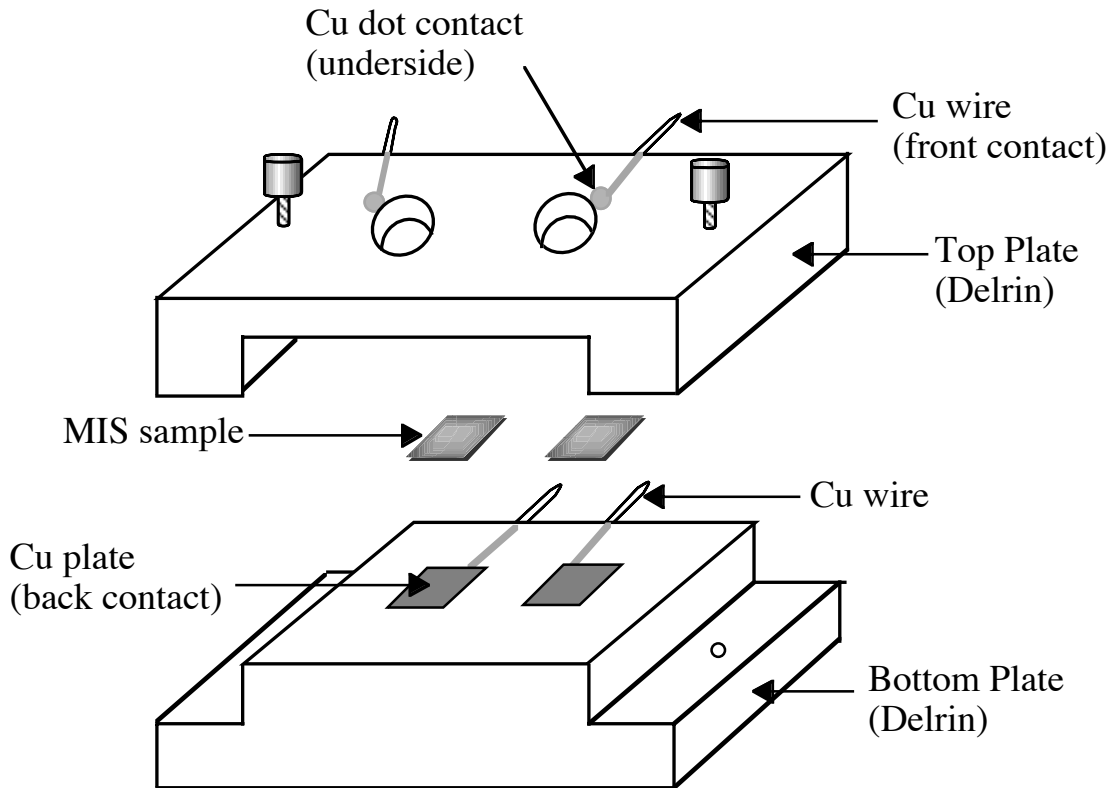 Cu dot contact
(underside)
Cu wire
(front contact)
Top Plate
(Delrin)
MIS sample
Cu wire
Cu plate
(back contact)
Bottom Plate
(Delrin)